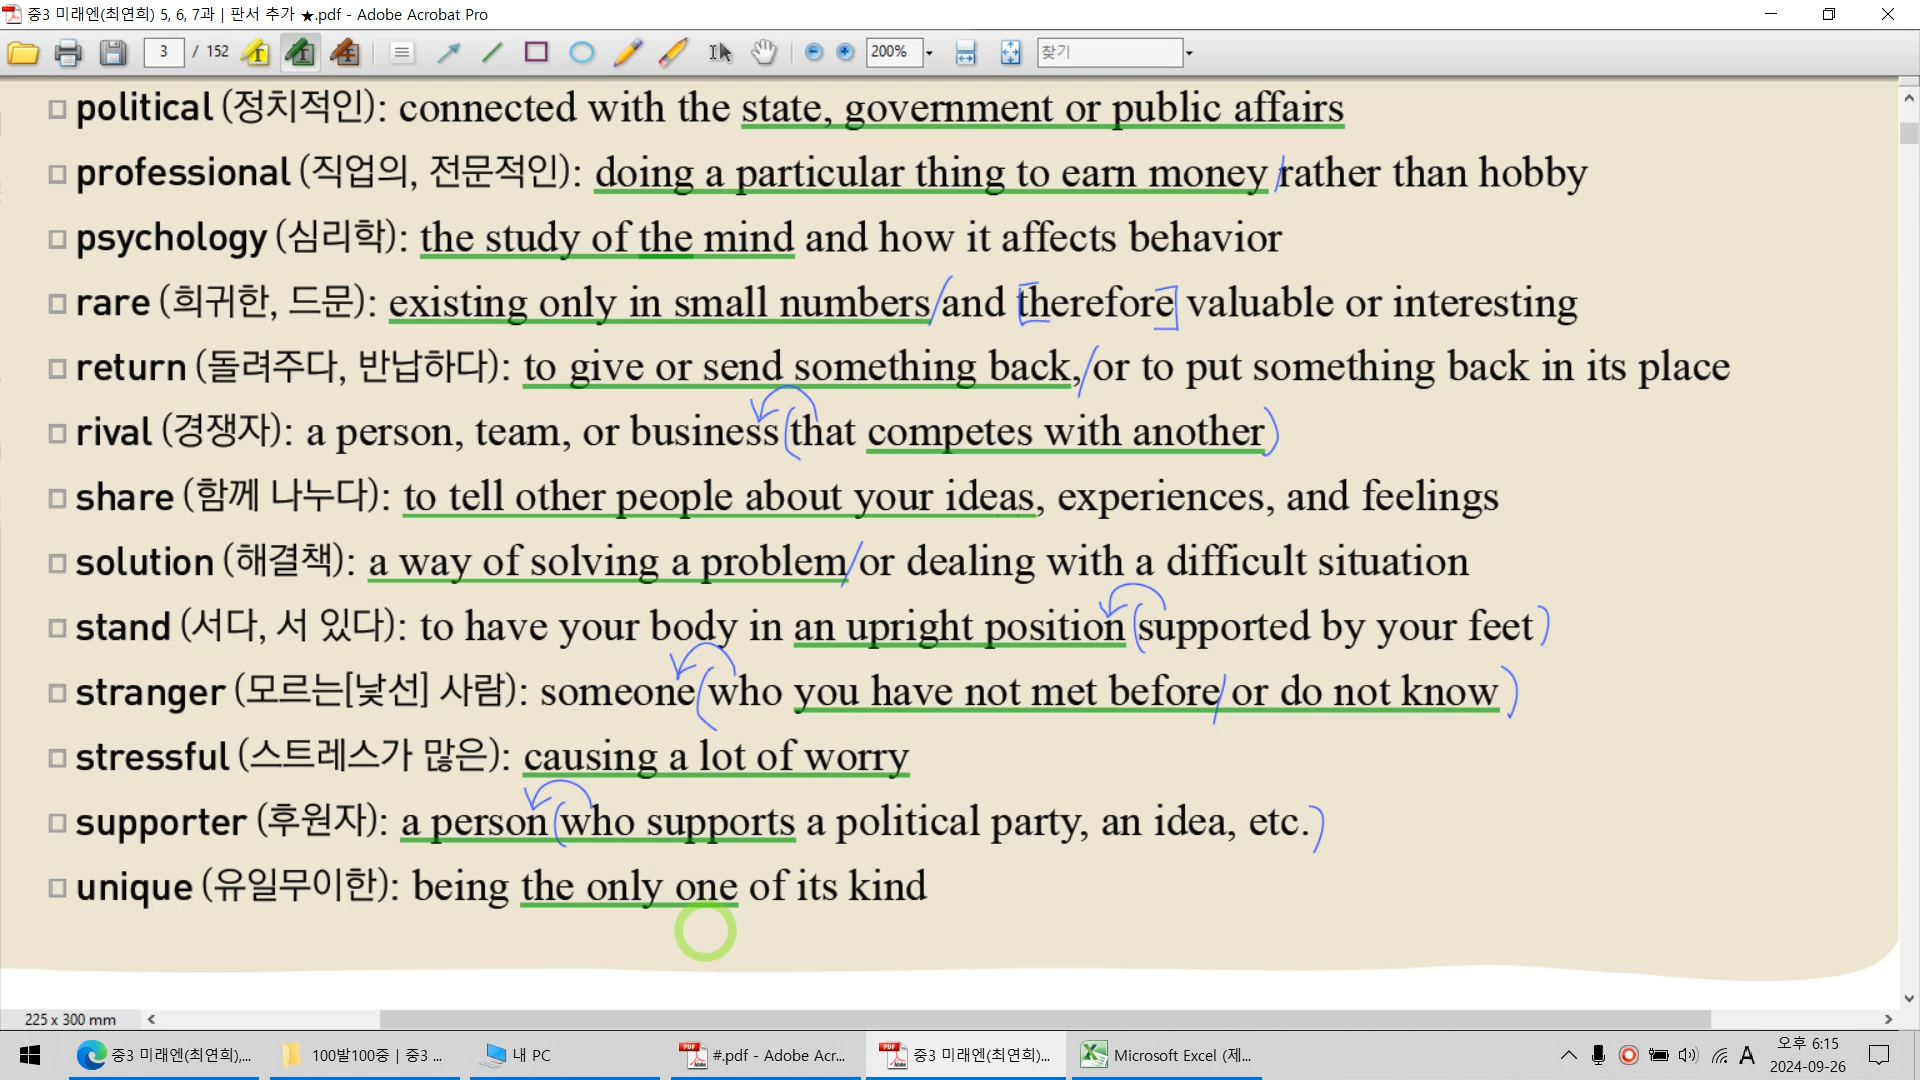 중3 미래엔(최연희) 5, 6, 7과 | 판서 추가 ★.pdf - Adobe Acrobat Pro
3 / 152 200% 찾기
political (정치적인): connected with the state, government or public affairs
professional (직업의, 전문적인): doing a particular thing to earn money rather than hobby
psychology (심리학): the study of the mind and how it affects behavior
rare (희귀한, 드문): existing only in small numbers and therefore valuable or interesting
return (돌려주다, 반납하다): to give or send something back, or to put something back in its place
rival (경쟁자): a person, team, or business that competes with another
share (함께 나누다): to tell other people about your ideas, experiences, and feelings
solution (해결책): a way of solving a problem or dealing with a difficult situation
stand (서다, 서 있다): to have your body in an upright position supported by your feet
stranger (모르는[낯선] 사람): someone who you have not met before or do not know
stressful (스트레스가 많은): causing a lot of worry
supporter (후원자): a person who supports a political party, an idea, etc.
unique (유일무이한): being the only one of its kind
225 x 300 mm
중3 미래엔(최연희),... 100발100중 | 중3 ... 내 PC #.pdf - Adobe Acr... 중3 미래엔(최연희)... Microsoft Excel (제... A 오후 6:15
2024-09-26